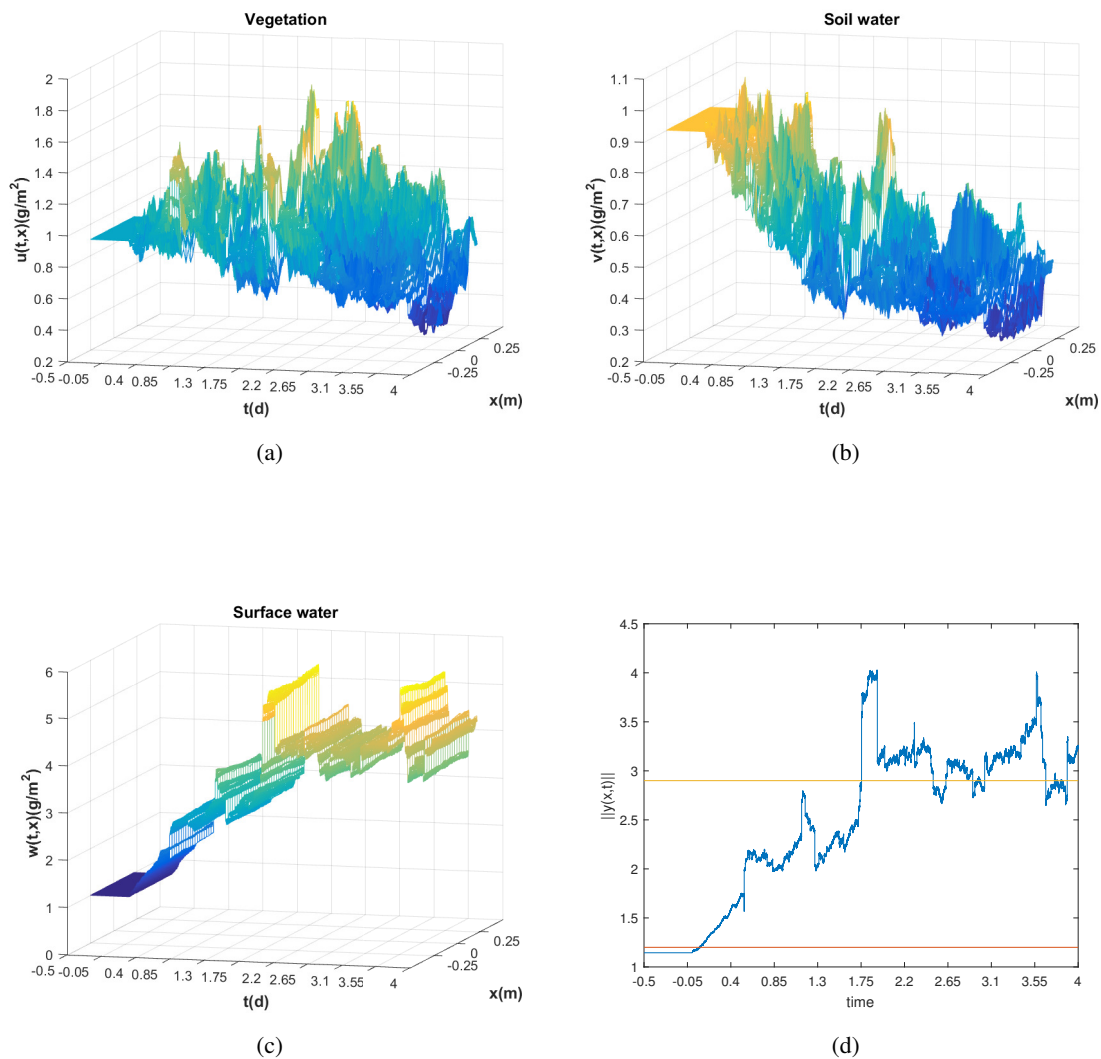 Vegetation
2
1.8
1.6
1.4
1.2
1
0.8
0.6
0.4
0.2
u(t,x)(g/m²)
-0.5 -0.05 0.4 0.85 1.3 1.75 2.2 2.65 3.1 3.55 4
t(d)
-0.25 0 0.25
x(m)
(a)
Soil water
1.1
1
0.9
0.8
0.7
0.6
0.5
0.4
0.3
0.2
v(t,x)(g/m²)
-0.5 -0.05 0.4 0.85 1.3 1.75 2.2 2.65 3.1 3.55 4
t(d)
-0.25 0 0.25
x(m)
(b)
Surface water
6
5
4
3
2
1
0
w(t,x)(g/m²)
-0.5 -0.05 0.4 0.85 1.3 1.75 2.2 2.65 3.1 3.55 4
t(d)
-0.25 0 0.25
x(m)
(c)
4.5
4
3.5
3
2.5
2
1.5
1
||y(x,t)||
-0.5 -0.05 0.4 0.85 1.3 1.75 2.2 2.65 3.1 3.55 4
time
(d)